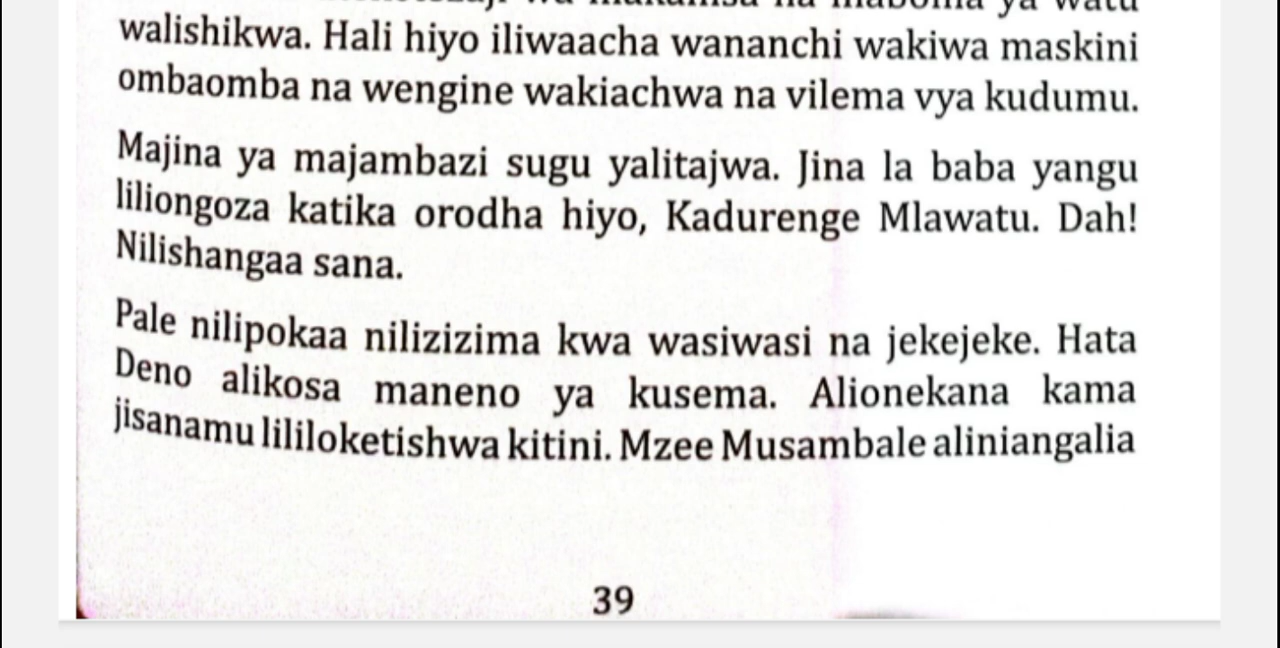 ya watu
walishikwa. Hali hiyo iliwaacha wananchi wakiwa maskini
ombaomba na wengine wakiachwa na vilema vya kudumu.
Majina ya majambazi sugu yalitajwa. Jina la baba yangu
liliongoza katika orodha hiyo, Kadurenge Mlawatu. Dah!
Nilishangaa sana.
Pale nilipokaa nilizizima kwa wasiwasi na jekejeke. Hata
Deno alikosa maneno ya kusema. Alionekana kama
jisanamu lililoketishwa kitini. Mzee Musambale aliniangalia
39